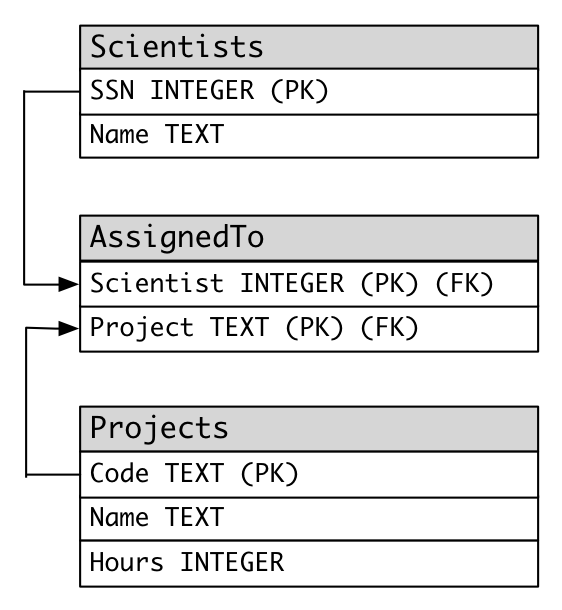 Scientists
SSN INTEGER (PK)
Name TEXT
AssignedTo
Scientist INTEGER (PK) (FK)
Project TEXT (PK) (FK)
Projects
Code TEXT (PK)
Name TEXT
Hours INTEGER